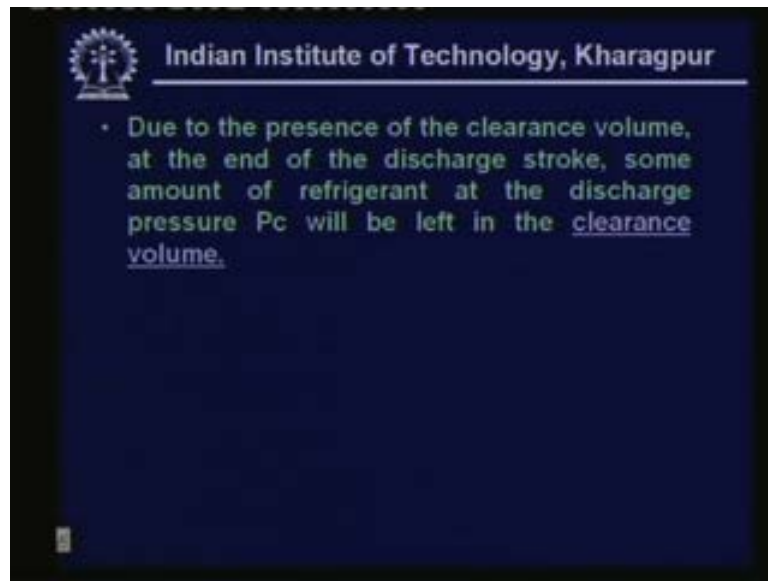 Indian Institute of Technology, Kharagpur
• Due to the presence of the clearance volume,
at the end of the discharge stroke, some
amount of refrigerant at the discharge
pressure Pc will be left in the clearance
volume.